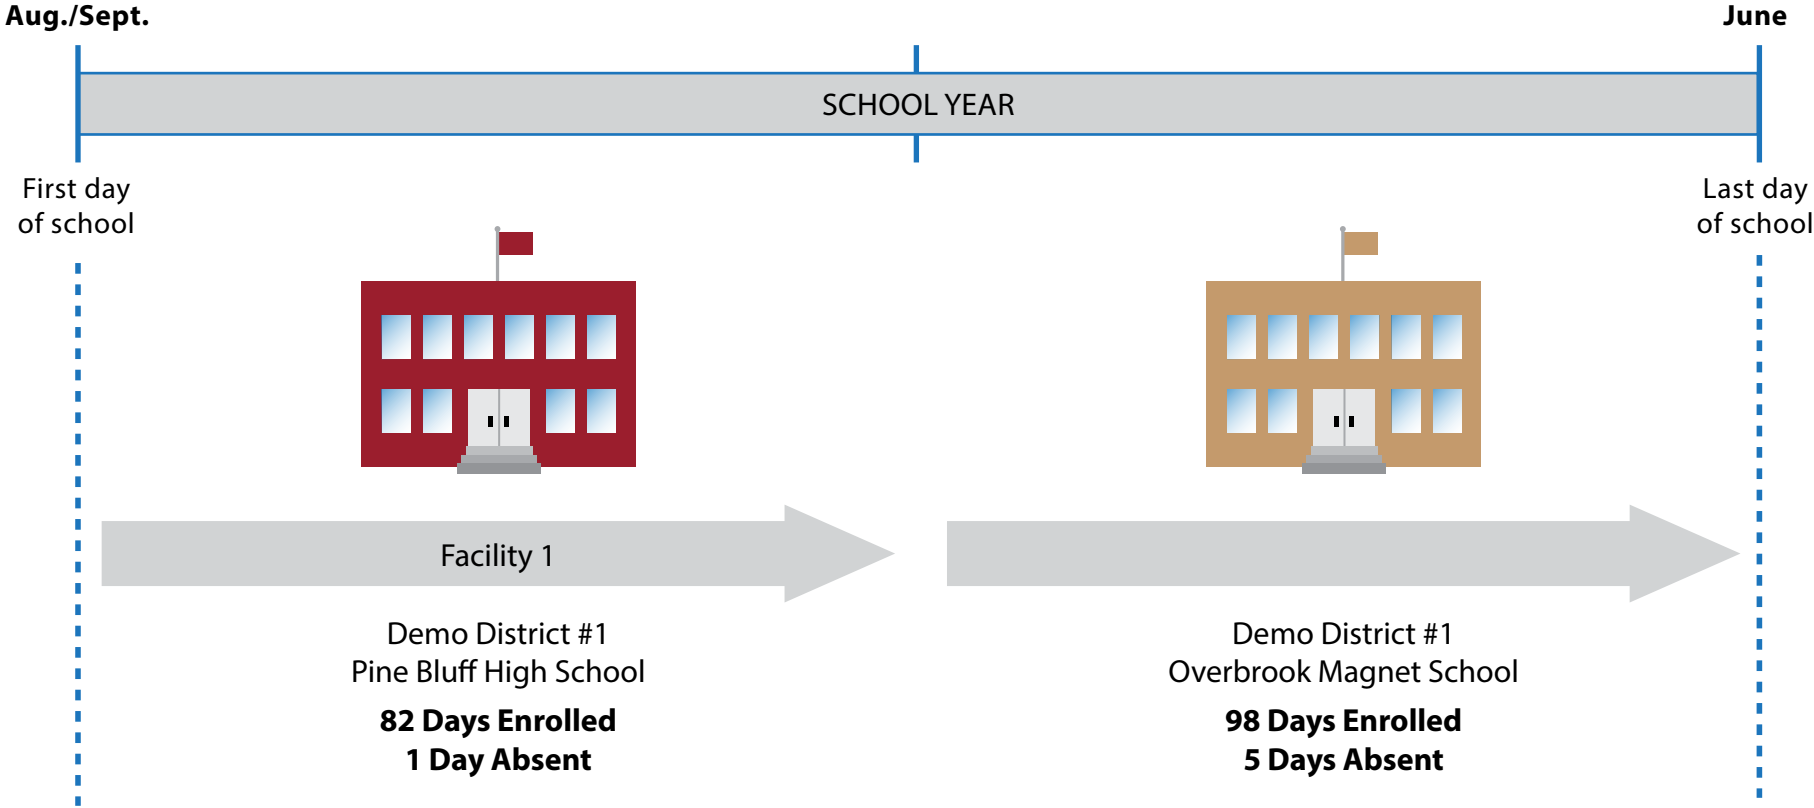 Aug./Sept.
June
SCHOOL YEAR
First day
of school
Last day
of school
Facility 1
Demo District #1
Pine Bluff High School
82 Days Enrolled
1 Day Absent
Demo District #1
Overbrook Magnet School
98 Days Enrolled
5 Days Absent